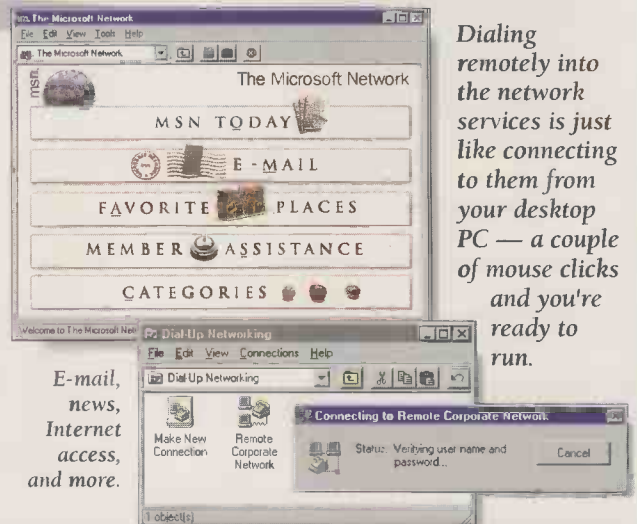 The Microsoft Network
File Edit View Tools Help
The Microsoft Network
msn.
The Microsoft Network
MSN TODAY
E-MAIL
FAVORITE PLACES
MEMBER ASSISTANCE
CATEGORIES
Welcome to The Microsoft Net
Dialing
remotely into
the network
services is just
like connecting
to them from
your desktop
PC — a couple
of mouse clicks
and you're
ready to
run.
E-mail,
news,
Internet
access,
and more.
Dial-Up Networking
File Edit View Connections Help
Dial-Up Networking
Make New
Connection
Remote
Corporate
Network
1 object(s)
Connecting to Remote Corporate Network
Status: Verifying user name and
password...
Cancel